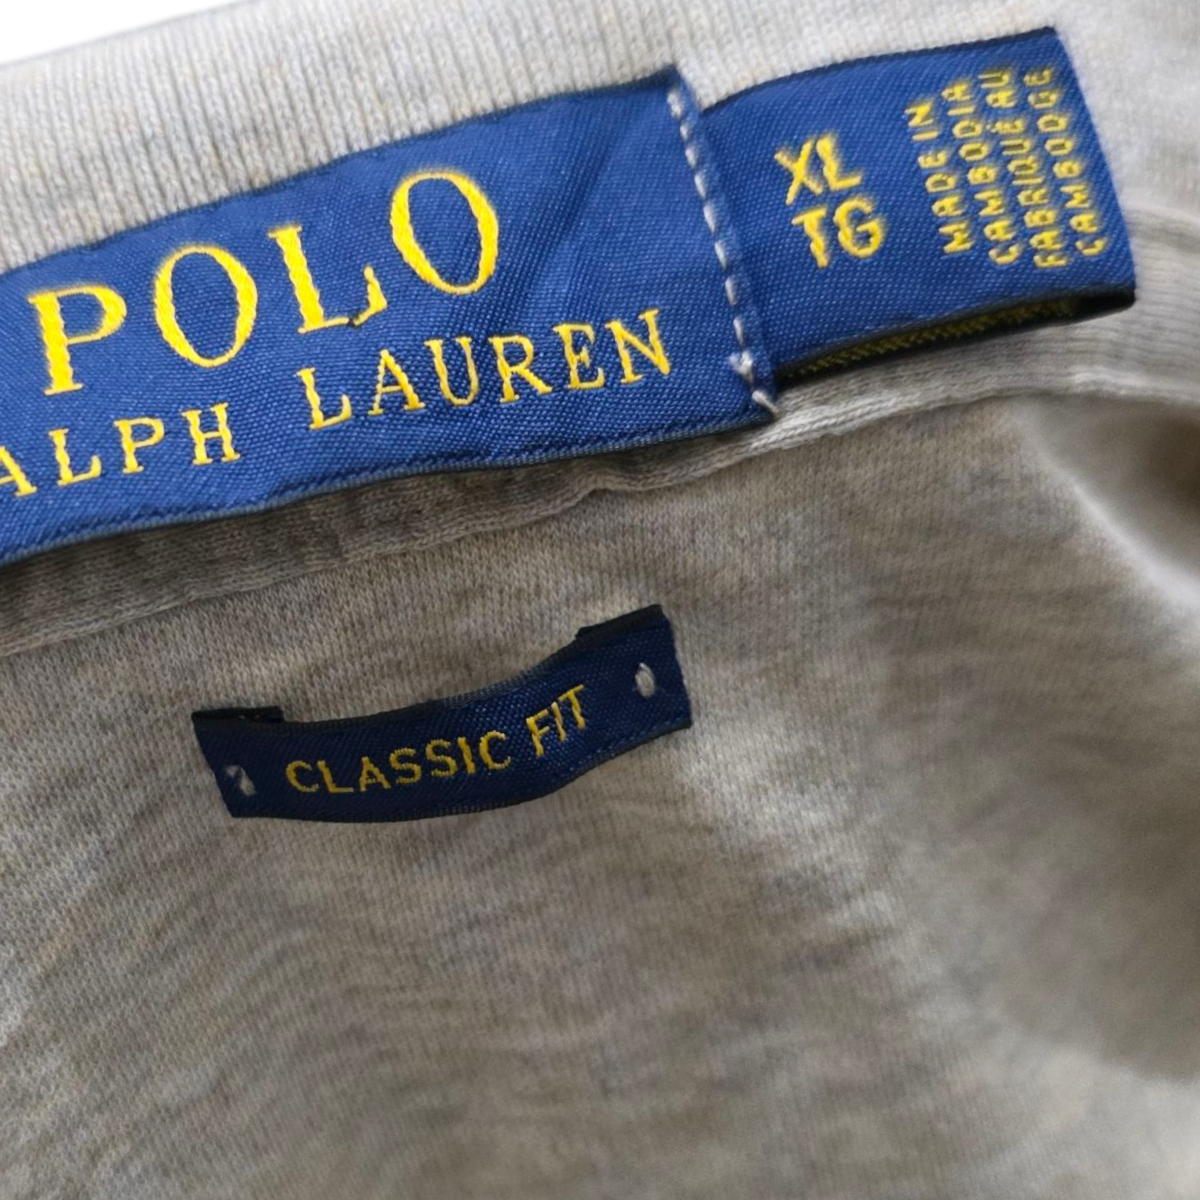 POLO
ALPH LAUREN
XL
TG
MADE IN
CAMBODIA
FABRIQUÉ AU
CAMBODGE
CLASSIC FIT